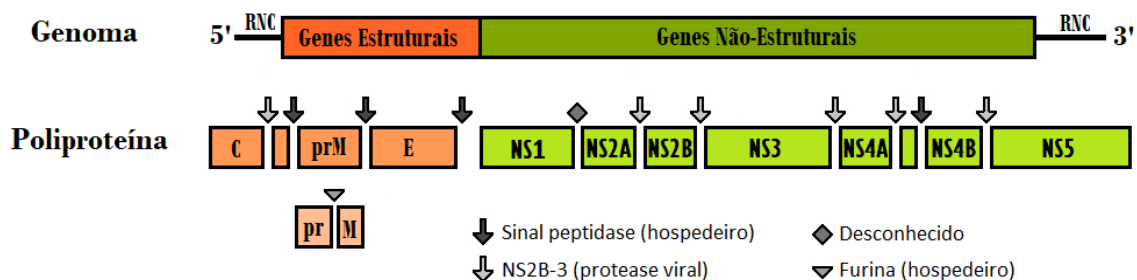 Genoma 5' RNC Genes Estruturais Genes Não-Estruturais RNC 3'
Poliproteína C prM E NS1 NS2A NS2B NS3 NS4A NS4B NS5
pr M
Sinal peptidase (hospedeiro) Desconhecido
NS2B-3 (protease viral) Furina (hospedeiro)